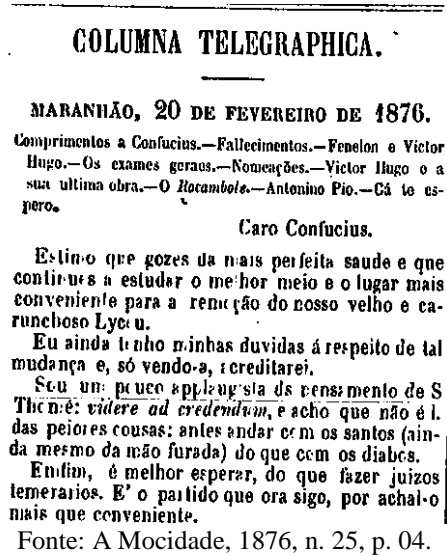 COLUMNA TELEGRAPHICA.
MARANHÃO, 20 DE FEVEREIRO DE 1876.
Comprimentos a Confucius.—Fallecimentos.—Fenelon e Victor
Hugo.—Os exames geraes.—Nomeações.—Victor Hugo e a
sua ultima obra.—O Rocambole.—Antonino Pio.—Cá te es-
pero.
Caro Confucius.
Estimo que gozes da mais perfeita saude e que
continues a estudar o melhor meio e o lugar mais
conveniente para a remoção do nosso velho e ca-
runchoso Lyceu.
Eu ainda tenho minhas duvidas á respeito de tal
mudança e, só vendo-a, acreditarei.
Sou um pouco do pensamento de S
Thomé: videre ad credendum, e acho que não é
das peiores cousas: antes andar com os santos (ain-
da mesmo da mão furada) do que com os diabos.
Emfim, é melhor esperar, do que fazer juizos
temerarios. E' o partido que ora sigo, por achal-o
mais que conveniente.
Fonte: A Mocidade, 1876, n. 25, p. 04.